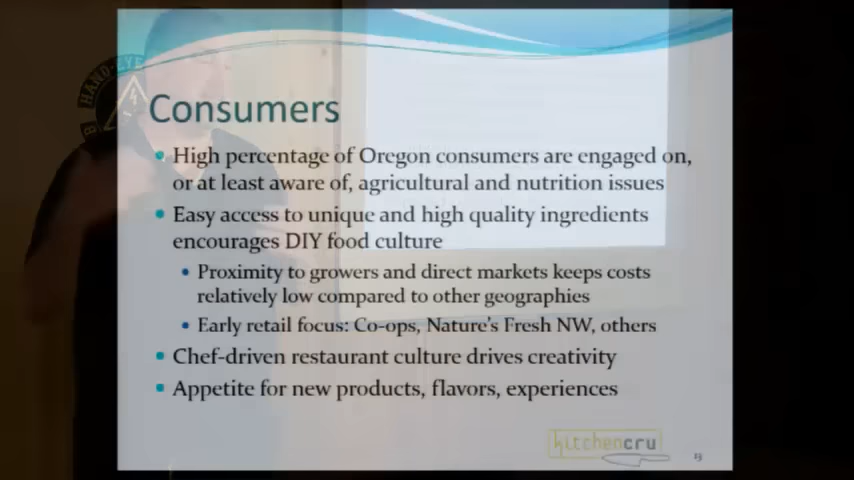 HAND-EYE
B
Consumers
• High percentage of Oregon consumers are engaged on,
or at least aware of, agricultural and nutrition issues
• Easy access to unique and high quality ingredients
encourages DIY food culture
• Proximity to growers and direct markets keeps costs
relatively low compared to other geographies
• Early retail focus: Co-ops, Nature's Fresh NW, others
• Chef-driven restaurant culture drives creativity
• Appetite for new products, flavors, experiences
kitchencru
13